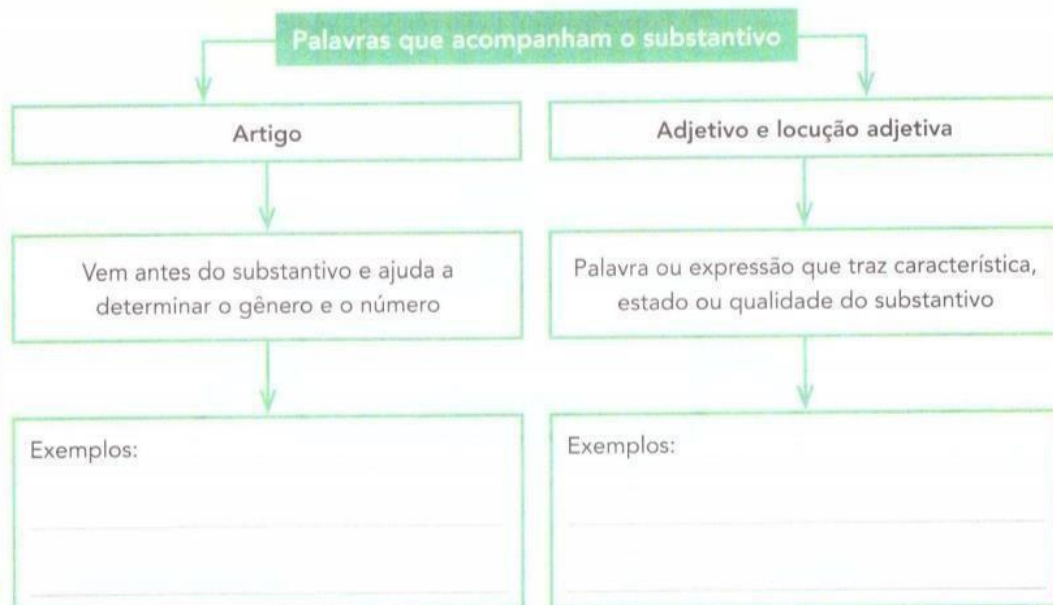 Palavras que acompanham o substantivo
Artigo
Adjetivo e locução adjetiva
Vem antes do substantivo e ajuda a
determinar o gênero e o número
Palavra ou expressão que traz característica,
estado ou qualidade do substantivo
Exemplos:
Exemplos: